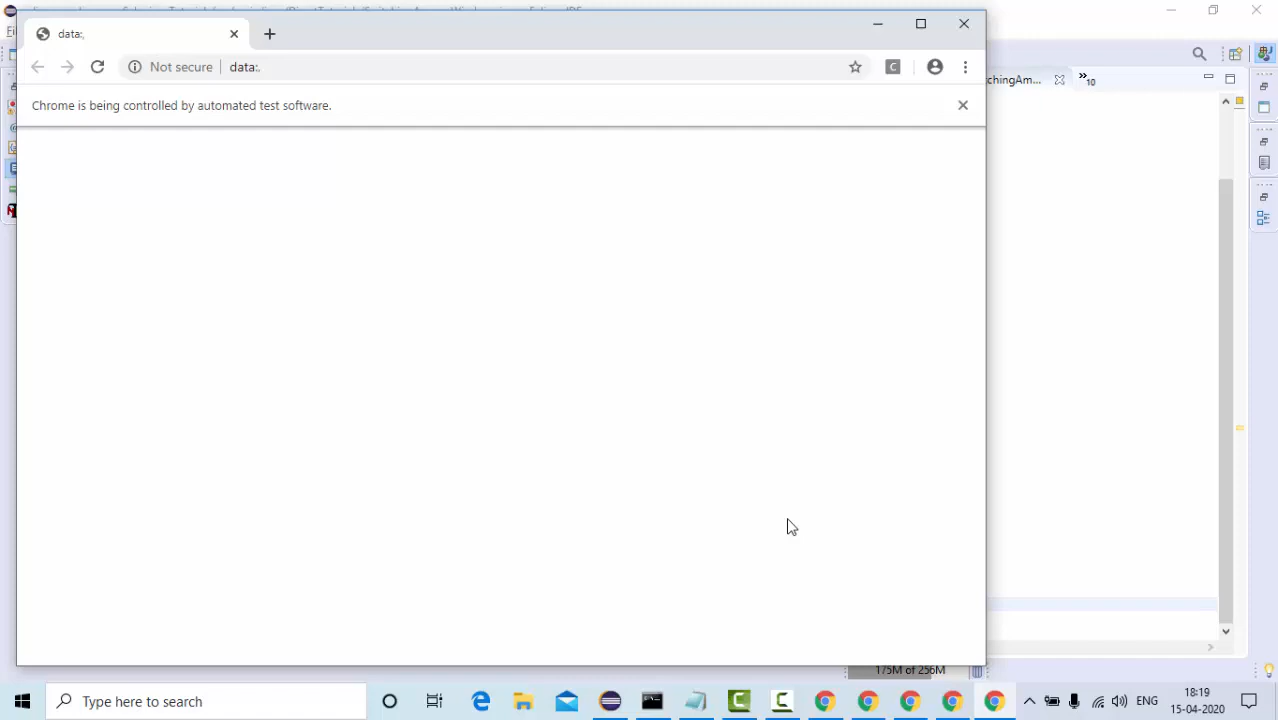 data:,
Not secure
data:,
C
Chrome is being controlled by automated test software.
chingAm...
10
175M of 256M
Type here to search
ENG
18:19
15-04-2020